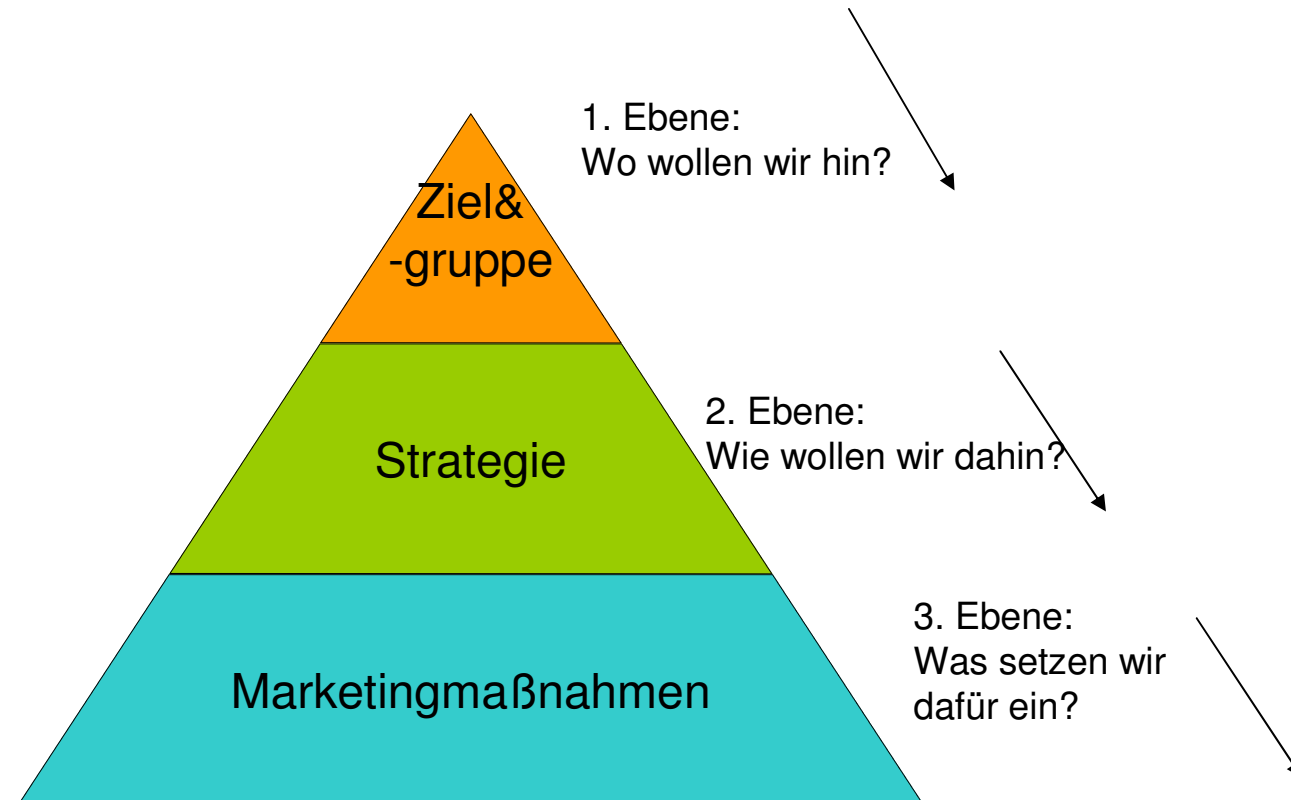 1. Ebene:
Wo wollen wir hin?
Ziel&
-gruppe
2. Ebene:
Wie wollen wir dahin?
Strategie
3. Ebene:
Was setzen wir
dafür ein?
Marketingmaßnahmen